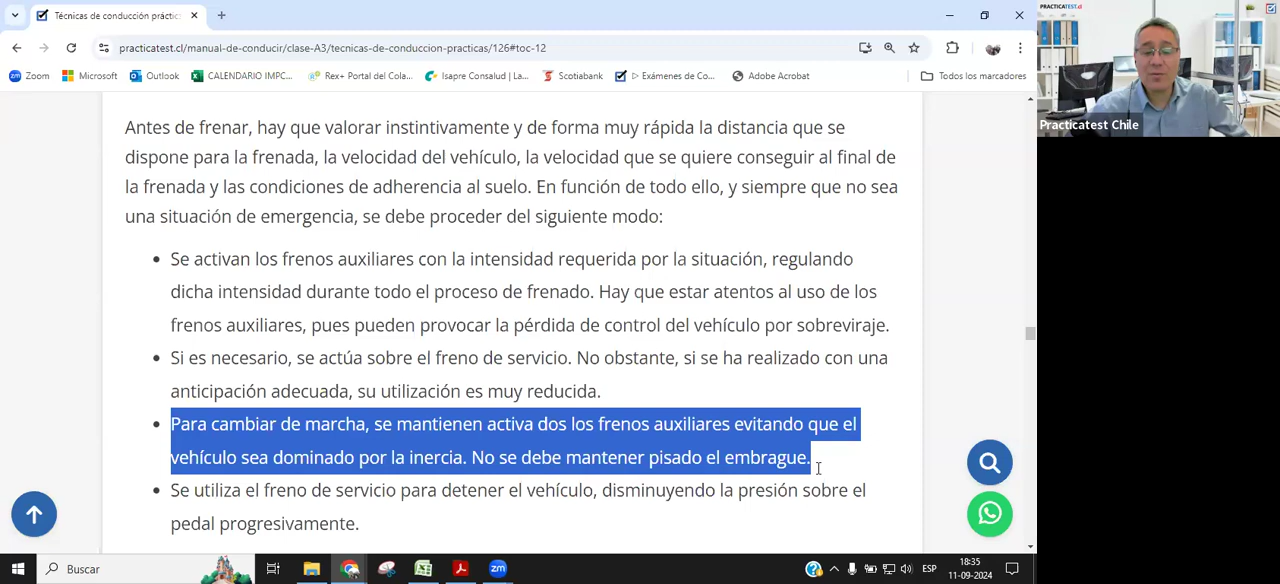 Técnicas de conducción práctic
practicatest.cl/manual-de-conducir/clase-A3/tecnicas-de-conduccion-practicas/126#toc-12
Zoom Microsoft Outlook CALENDARIO IMPC... Rex+ Portal del Cola... Isapre Consalud | La... Scotiabank ▷ Exámenes de Co... Adobe Acrobat Todos los marcadores
Antes de frenar, hay que valorar instintivamente y de forma muy rápida la distancia que se
dispone para la frenada, la velocidad del vehículo, la velocidad que se quiere conseguir al final de
la frenada y las condiciones de adherencia al suelo. En función de todo ello, y siempre que no sea
una situación de emergencia, se debe proceder del siguiente modo:
• Se activan los frenos auxiliares con la intensidad requerida por la situación, regulando
dicha intensidad durante todo el proceso de frenado. Hay que estar atentos al uso de los
frenos auxiliares, pues pueden provocar la pérdida de control del vehículo por sobreviraje.
• Si es necesario, se actúa sobre el freno de servicio. No obstante, si se ha realizado con una
anticipación adecuada, su utilización es muy reducida.
• Para cambiar de marcha, se mantienen activa dos los frenos auxiliares evitando que el
vehículo sea dominado por la inercia. No se debe mantener pisado el embrague.
• Se utiliza el freno de servicio para detener el vehículo, disminuyendo la presión sobre el
pedal progresivamente.
PRACTICATEST.cl
Practicatest Chile
Buscar
zm
ESP
18:35
11-09-2024